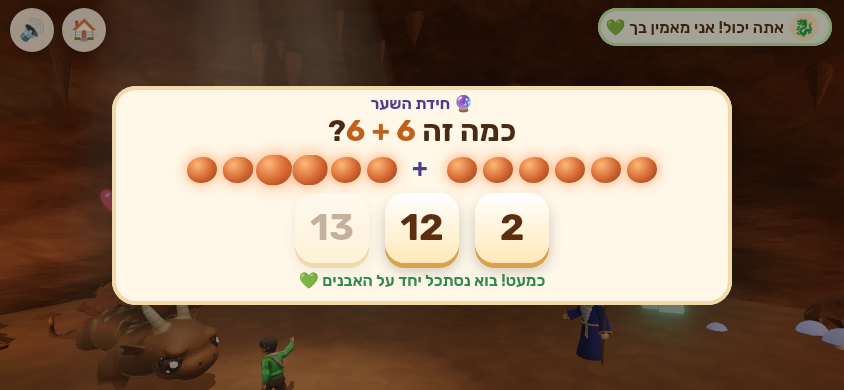 אתה יכול! אני מאמין בך 💚
🔮 חידת השער
כמה זה 6 + 6?
+
13 12 2
כמעט! בוא נסתכל יחד על האבנים 💚